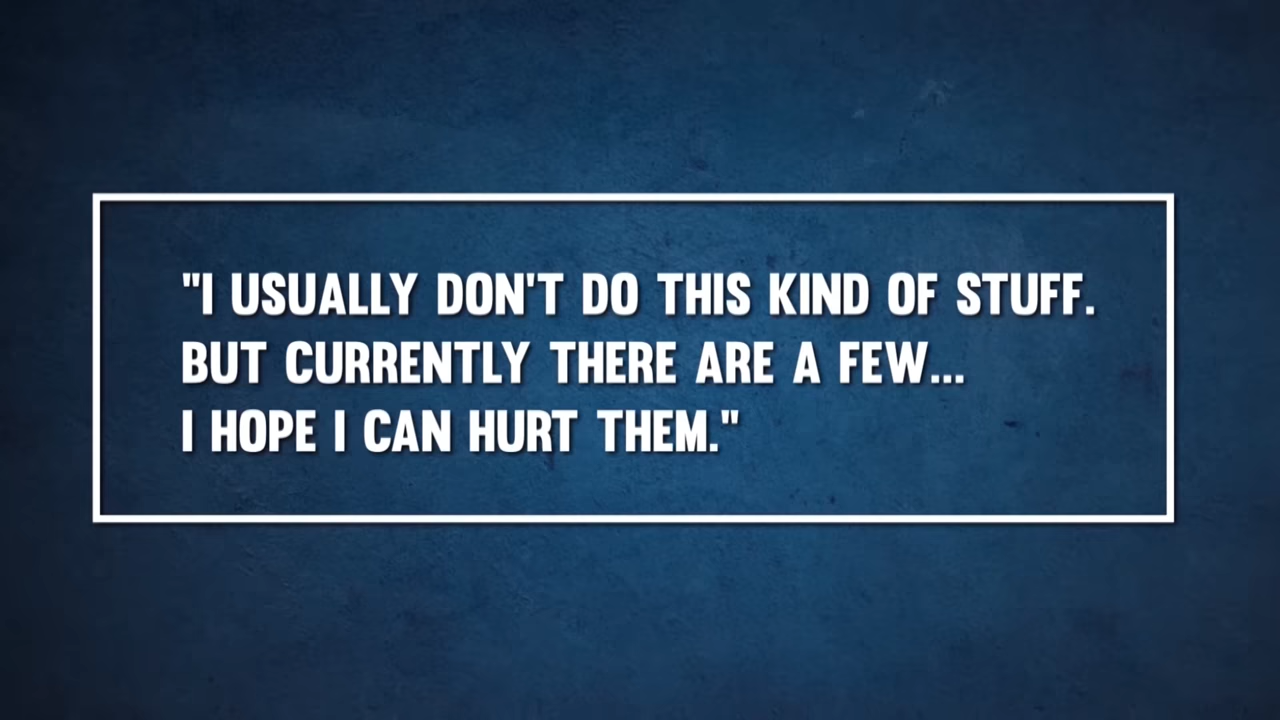 "I USUALLY DON'T DO THIS KIND OF STUFF.
BUT CURRENTLY THERE ARE A FEW...
I HOPE I CAN HURT THEM."